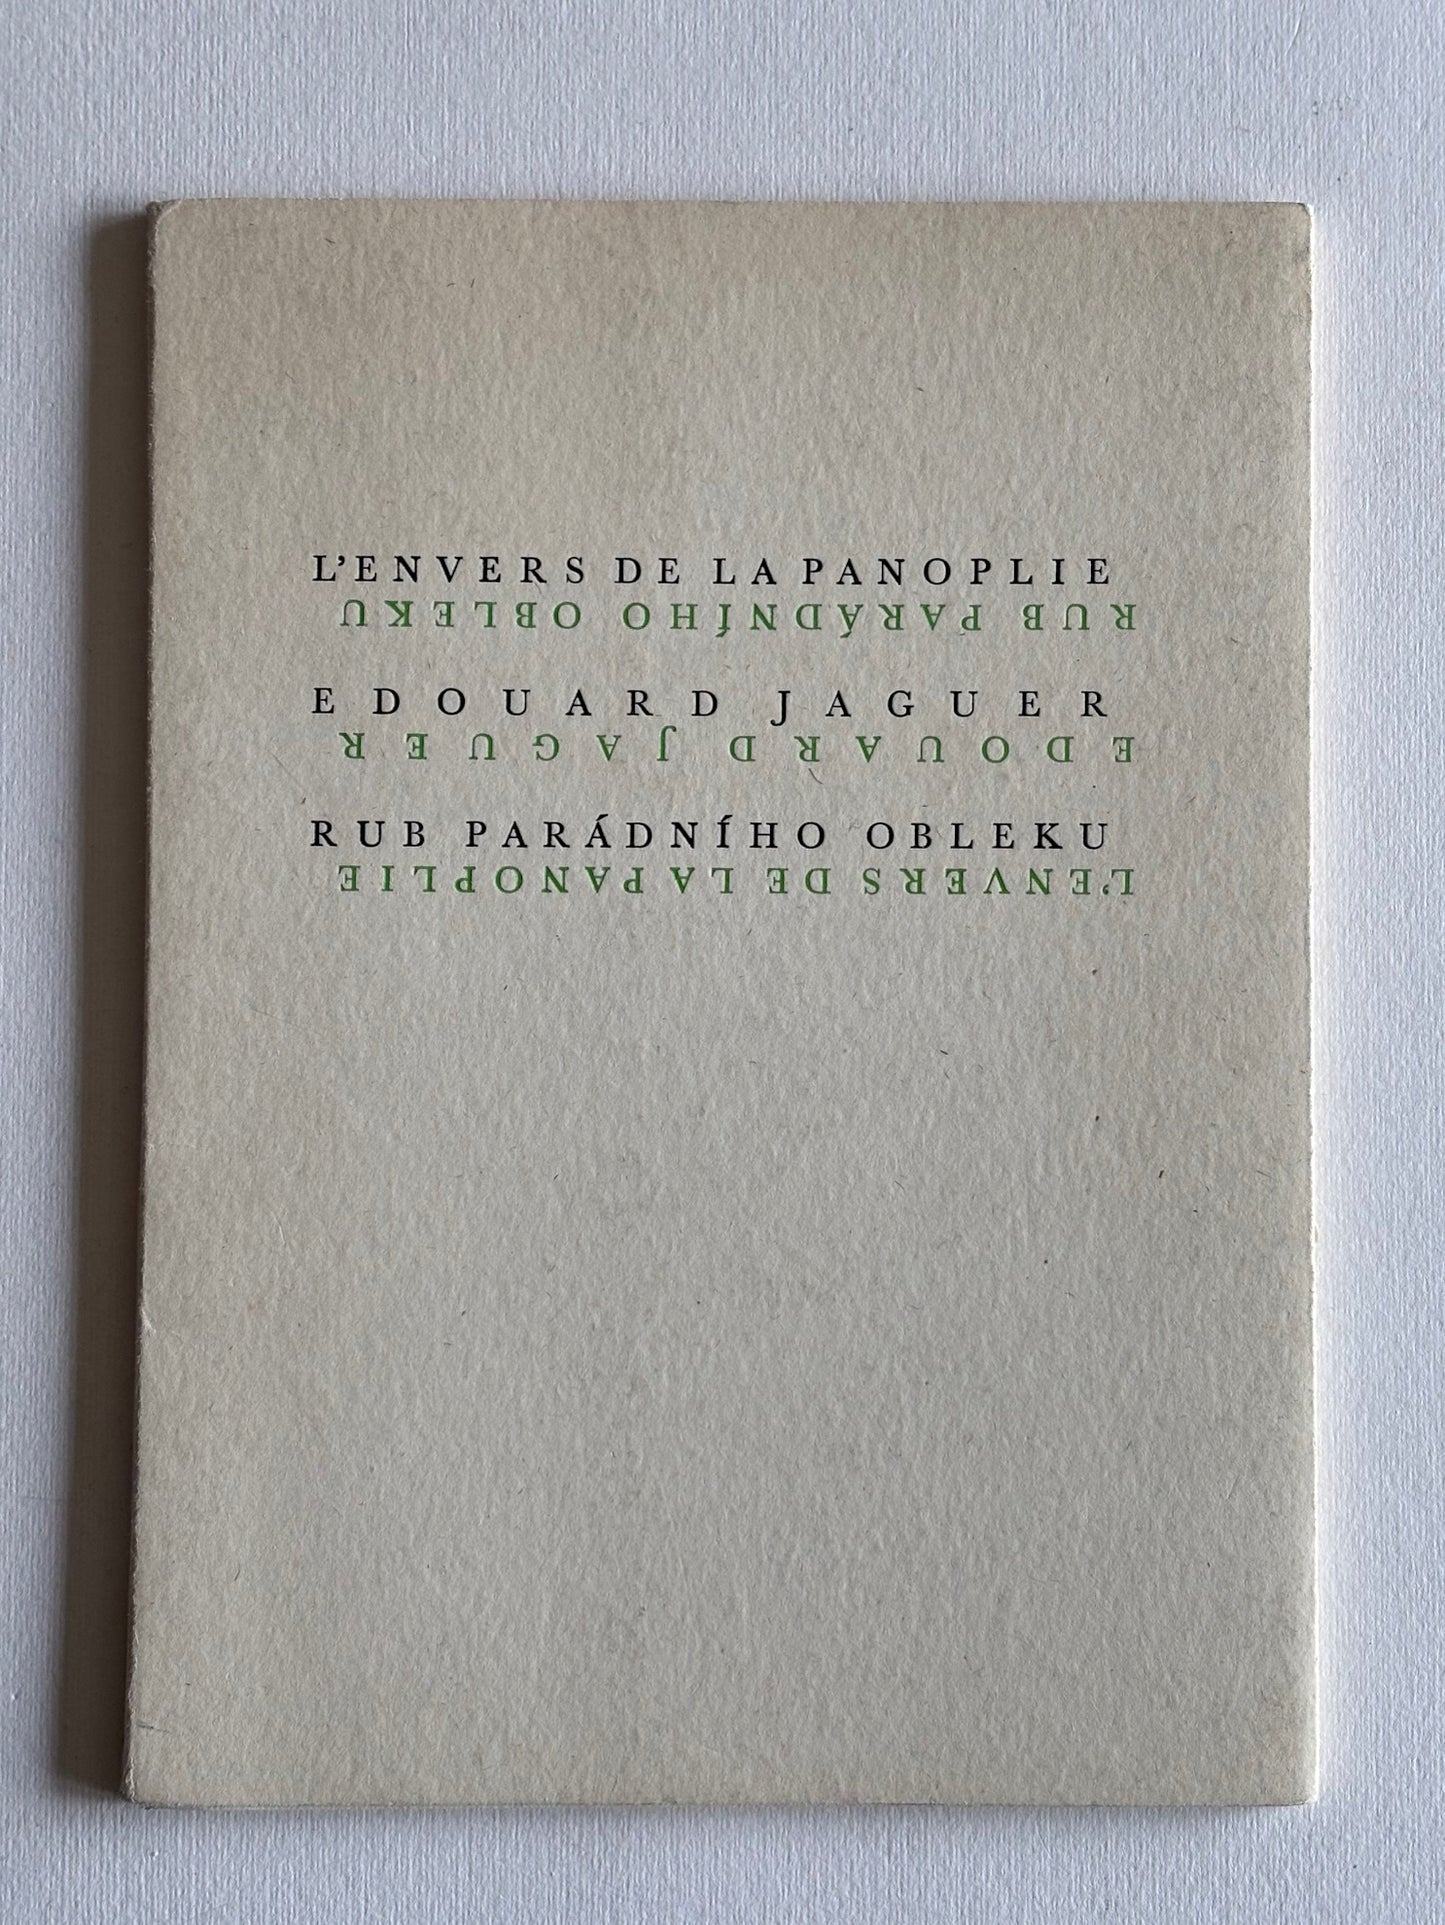 L'ENVERS DE LA PANOPLIE
RUB PARÁDNÍHO OBLEKU
EDOUARD JAGUER
EDOUARD JAGUER
RUB PARÁDNÍHO OBLEKU
L'ENVERS DE LA PANOPLIE